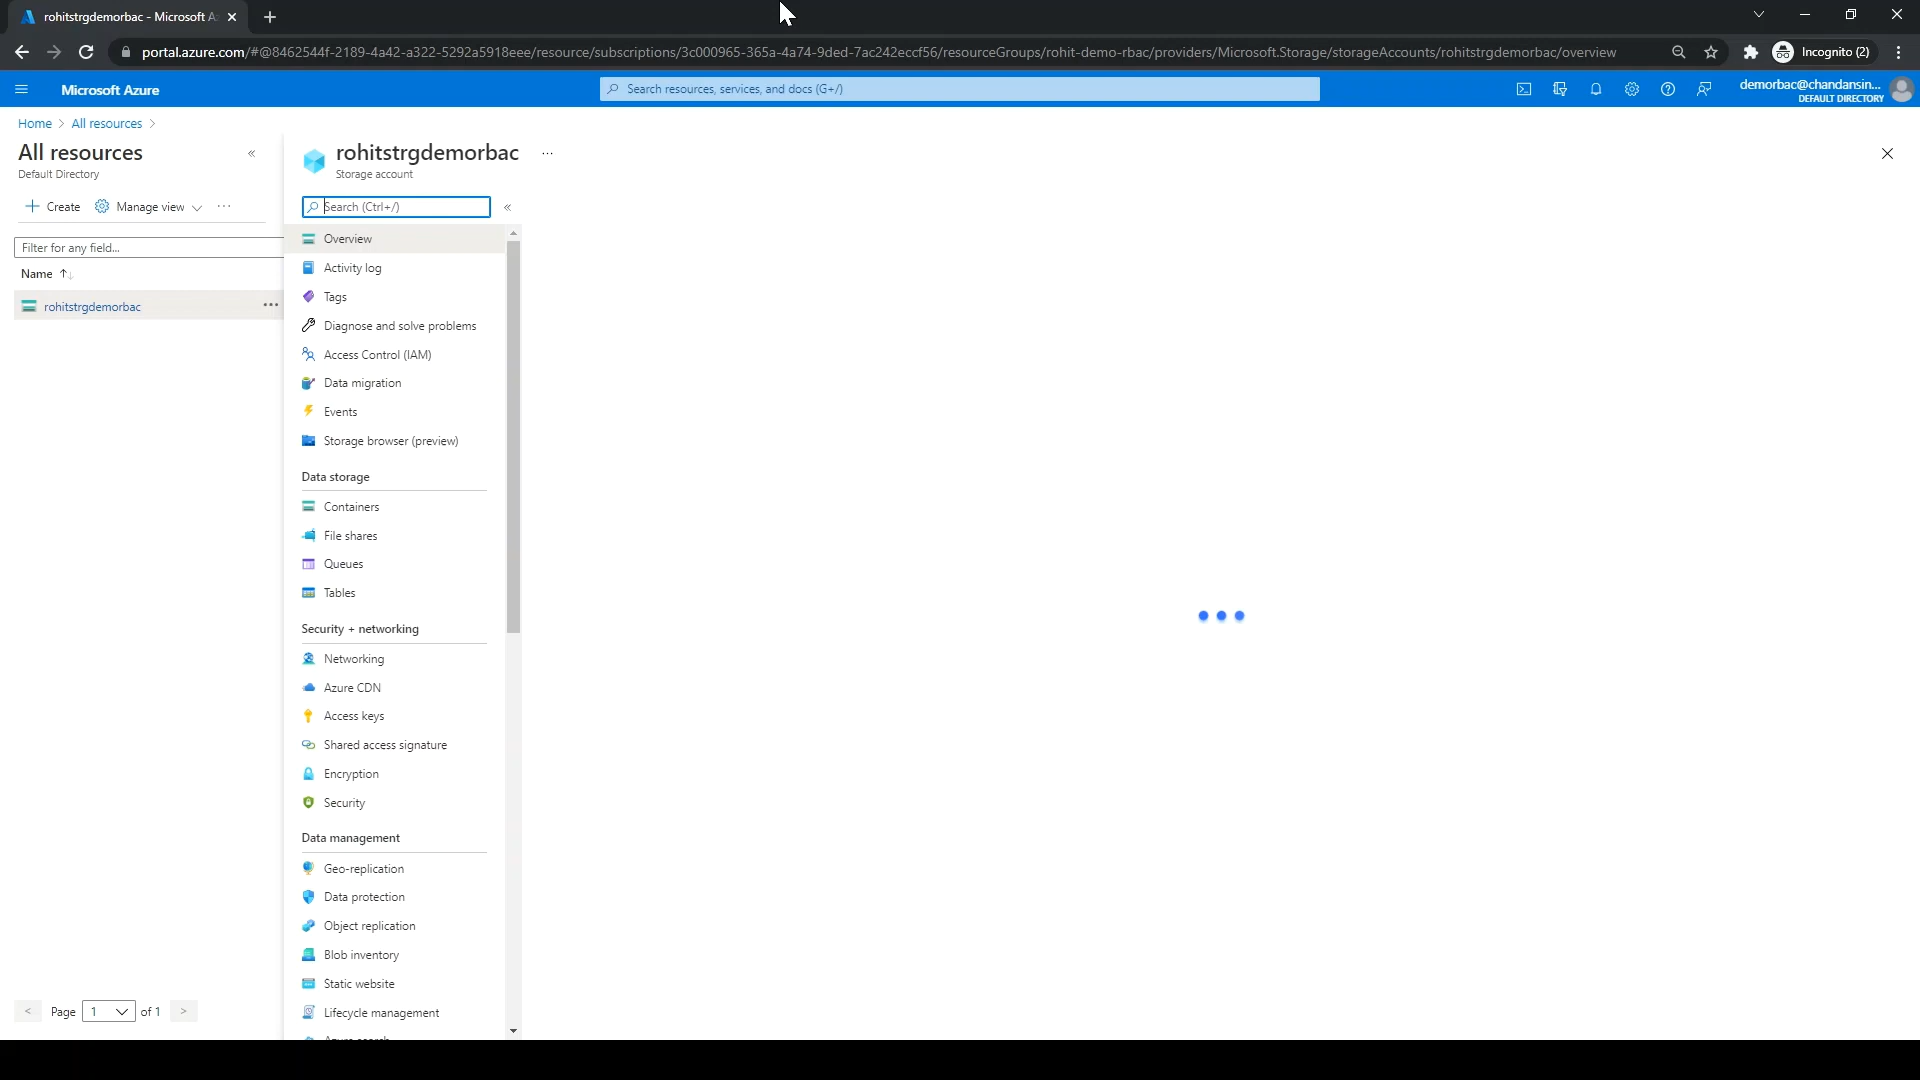 rohitstrgdemorbac - Microsoft A
portal.azure.com/#@8462544f-2189-4a42-a322-5292a5918eee/resource/subscriptions/3c000965-365a-4a74-9ded-7ac242eccf56/resourceGroups/rohit-demo-rbac/providers/Microsoft.Storage/storageAccounts/rohitstrgdemorbac/overview
Incognito (2)
Microsoft Azure
Search resources, services, and docs (G+/)
demorbac@chandansin...
DEFAULT DIRECTORY
Home > All resources >
All resources
Default Directory
+ Create
Manage view
...
Filter for any field...
Name
rohitstrgdemorbac
...
< Page 1 of 1 >
rohitstrgdemorbac ...
Storage account
Search (Ctrl+/)
Overview
Activity log
Tags
Diagnose and solve problems
Access Control (IAM)
Data migration
Events
Storage browser (preview)
Data storage
Containers
File shares
Queues
Tables
Security + networking
Networking
Azure CDN
Access keys
Shared access signature
Encryption
Security
Data management
Geo-replication
Data protection
Object replication
Blob inventory
Static website
Lifecycle management